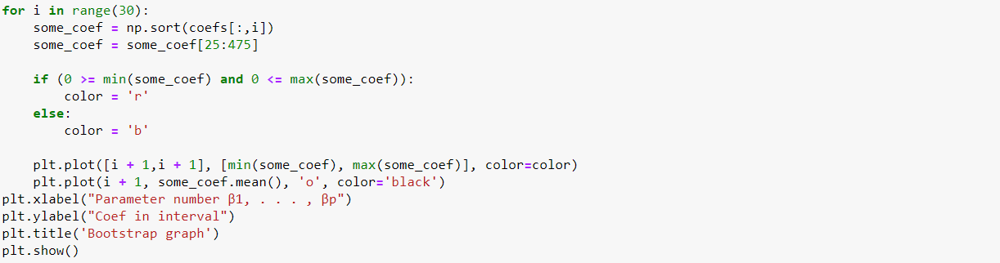 for i in range(30):
    some_coef = np.sort(coefs[:,i])
    some_coef = some_coef[25:475]
    if (0 >= min(some_coef) and 0 <= max(some_coef)):
        color = 'r'
    else:
        color = 'b'
    plt.plot([i + 1,i + 1], [min(some_coef), max(some_coef)], color=color)
    plt.plot(i + 1, some_coef.mean(), 'o', color='black')
plt.xlabel("Parameter number β1, . . . , βp")
plt.ylabel("Coef in interval")
plt.title('Bootstrap graph')
plt.show()